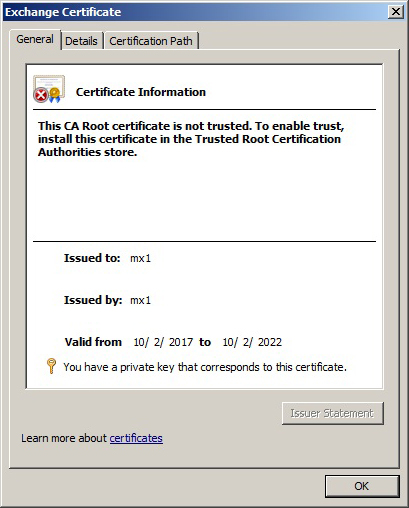 Exchange Certificate
General Details Certification Path
Certificate Information
This CA Root certificate is not trusted. To enable trust,
install this certificate in the Trusted Root Certification
Authorities store.
Issued to: mx1
Issued by: mx1
Valid from 10/ 2/ 2017 to 10/ 2/ 2022
You have a private key that corresponds to this certificate.
Issuer Statement
Learn more about certificates
OK